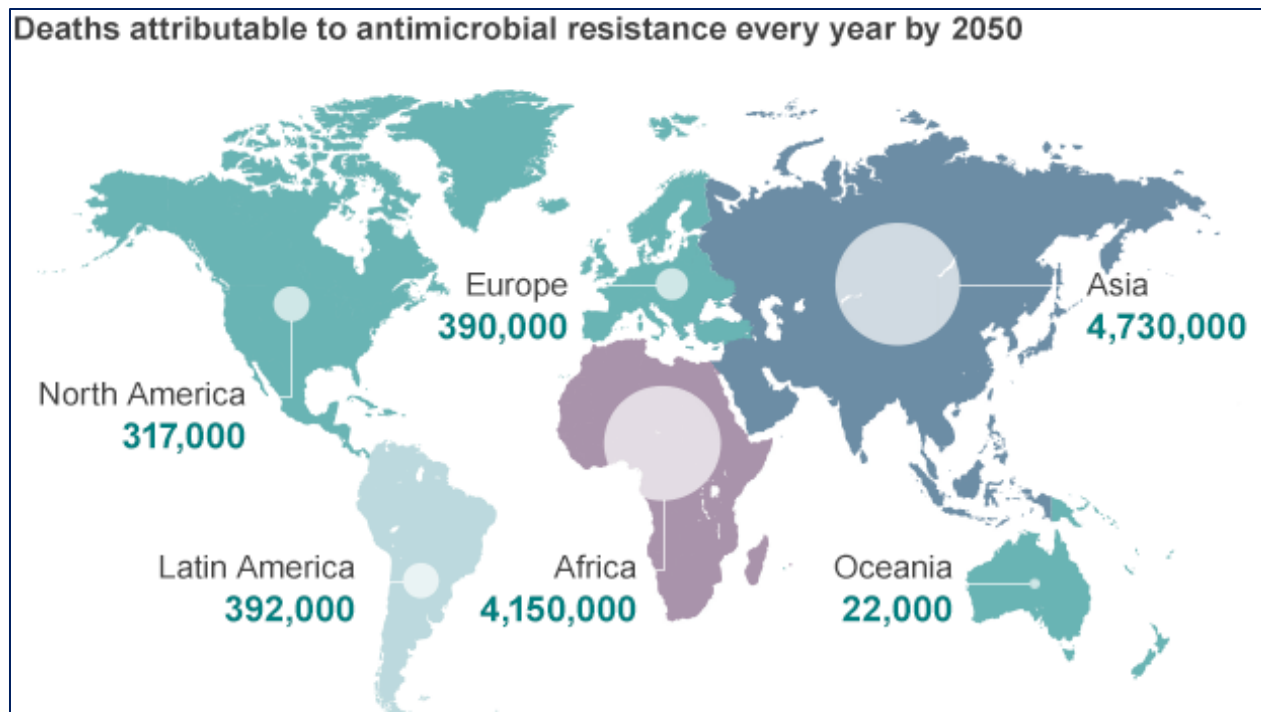 Deaths attributable to antimicrobial resistance every year by 2050
Europe
390,000
Asia
4,730,000
North America
317,000
Latin America
392,000
Africa
4,150,000
Oceania
22,000